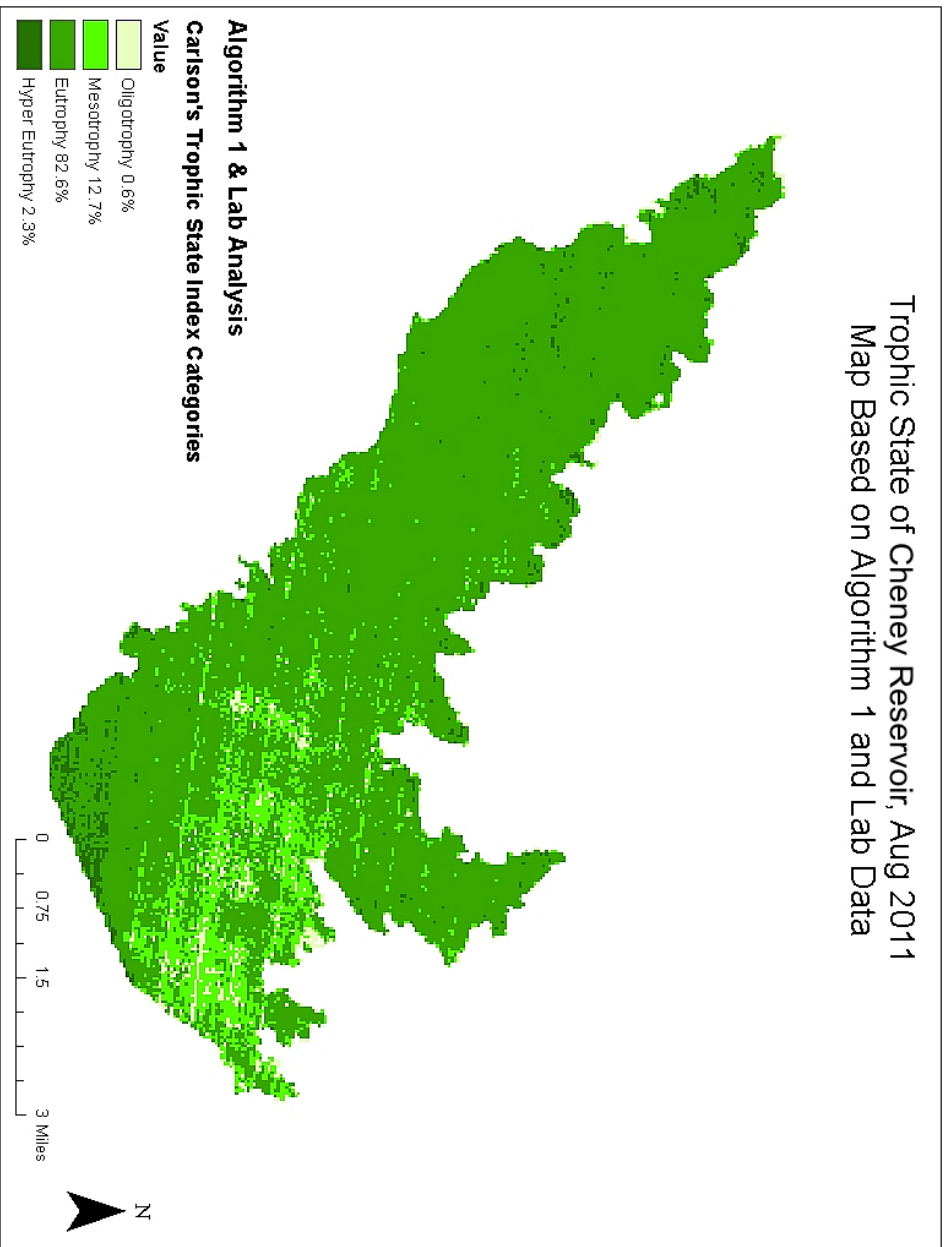 Trophic State of Cheney Reservoir, Aug 2011
Map Based on Algorithm 1 and Lab Data
Algorithm 1 & Lab Analysis
Carlson's Trophic State Index Categories
Value
Oligotrophy 0.6%
Mesotrophy 12.7%
Eutrophy 82.6%
Hyper Eutrophy 2.3%
0 0.75 1.5 3 Miles
N